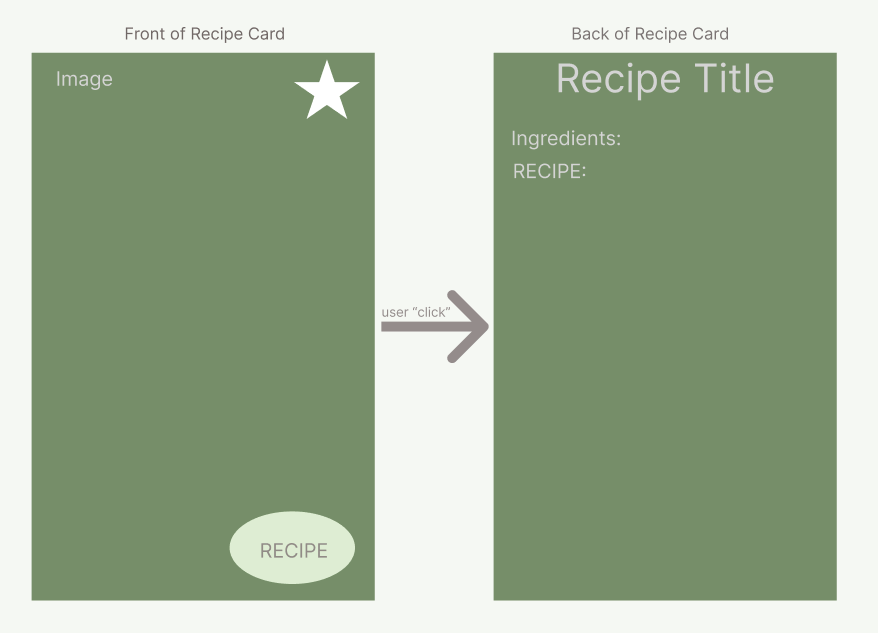 Front of Recipe Card
Back of Recipe Card
Image
Recipe Title
Ingredients:
RECIPE:
user “click”
RECIPE